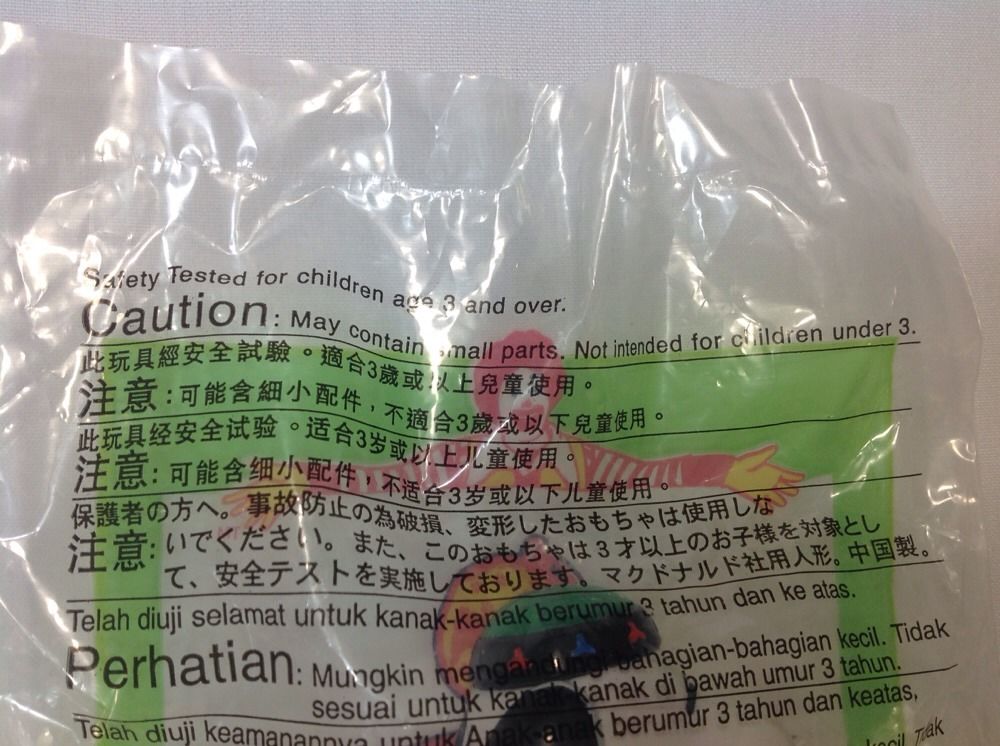 Safety Tested for children age 3 and over.
Caution: May contain small parts. Not intended for children under 3.
此玩具經安全試驗。適合3歲或以上兒童使用。
注意:可能含細小配件,不適合3歲或以下兒童使用。
此玩具经安全试验。适合3岁或以上儿童使用。
注意:可能含细小配件,不适合3岁或以下儿童使用。
保護者の方へ。事故防止の為破損、変形したおもちゃは使用しな
注意:いでください。また、このおもちゃは3才以上のお子様を対象とし
て、安全テストを実施しております。マクドナルド社用人形。中国製。
Telah diuji selamat untuk kanak-kanak berumur 3 tahun dan ke atas.
Perhatian: Mungkin mengandungi bahagian-bahagian kecil. Tidak
sesuai untuk kanak-kanak di bawah umur 3 tahun.
Telah diuji keamanannya untuk Anak-anak berumur 3 tahun dan keatas,
kecil. Tidak